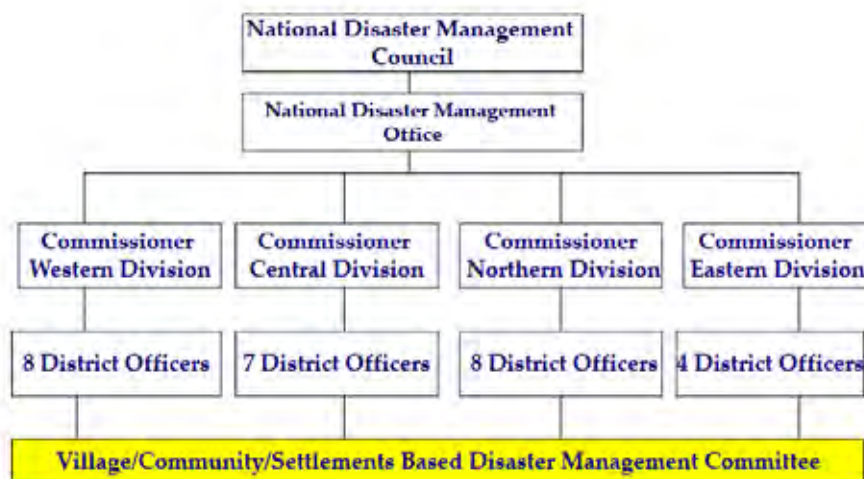 National Disaster Management
Council
National Disaster Management
Office
Commissioner
Western Division
Commissioner
Central Division
Commissioner
Northern Division
Commissioner
Eastern Division
8 District Officers
7 District Officers
8 District Officers
4 District Officers
Village/Community/Settlements Based Disaster Management Committee